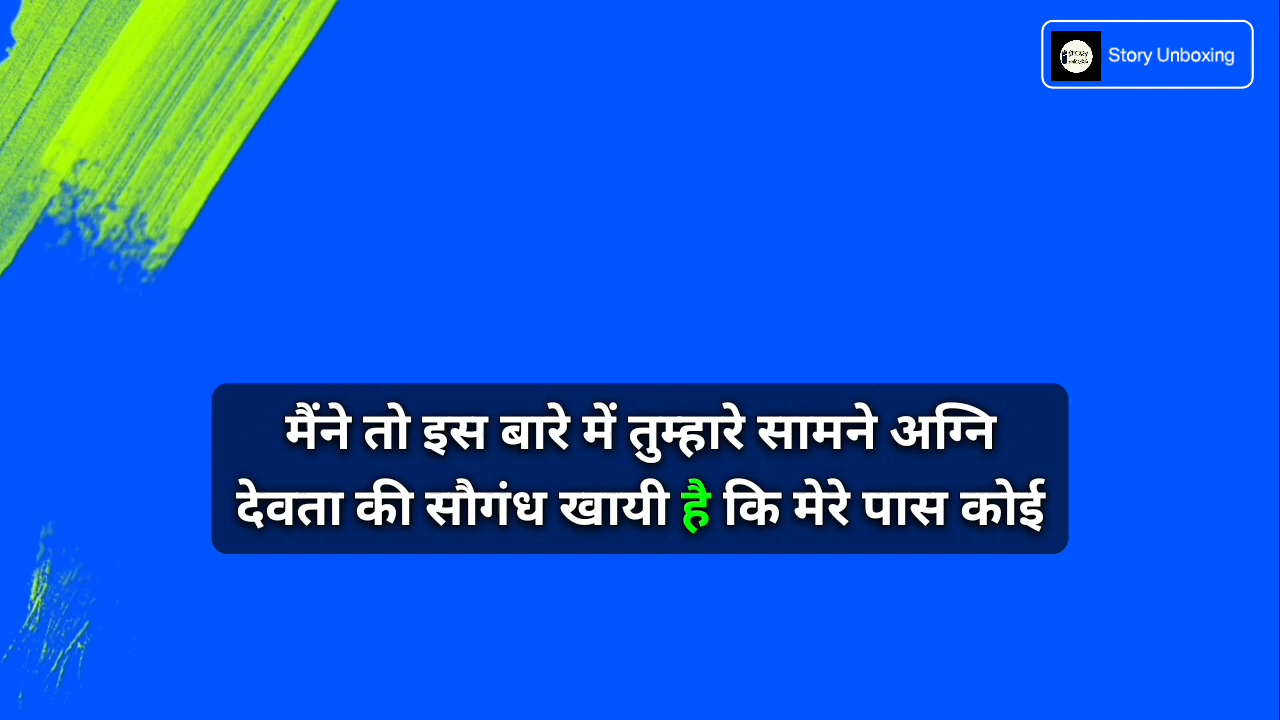 Story Unboxing
मैंने तो इस बारे में तुम्हारे सामने अग्नि
देवता की सौगंध खायी है कि मेरे पास कोई